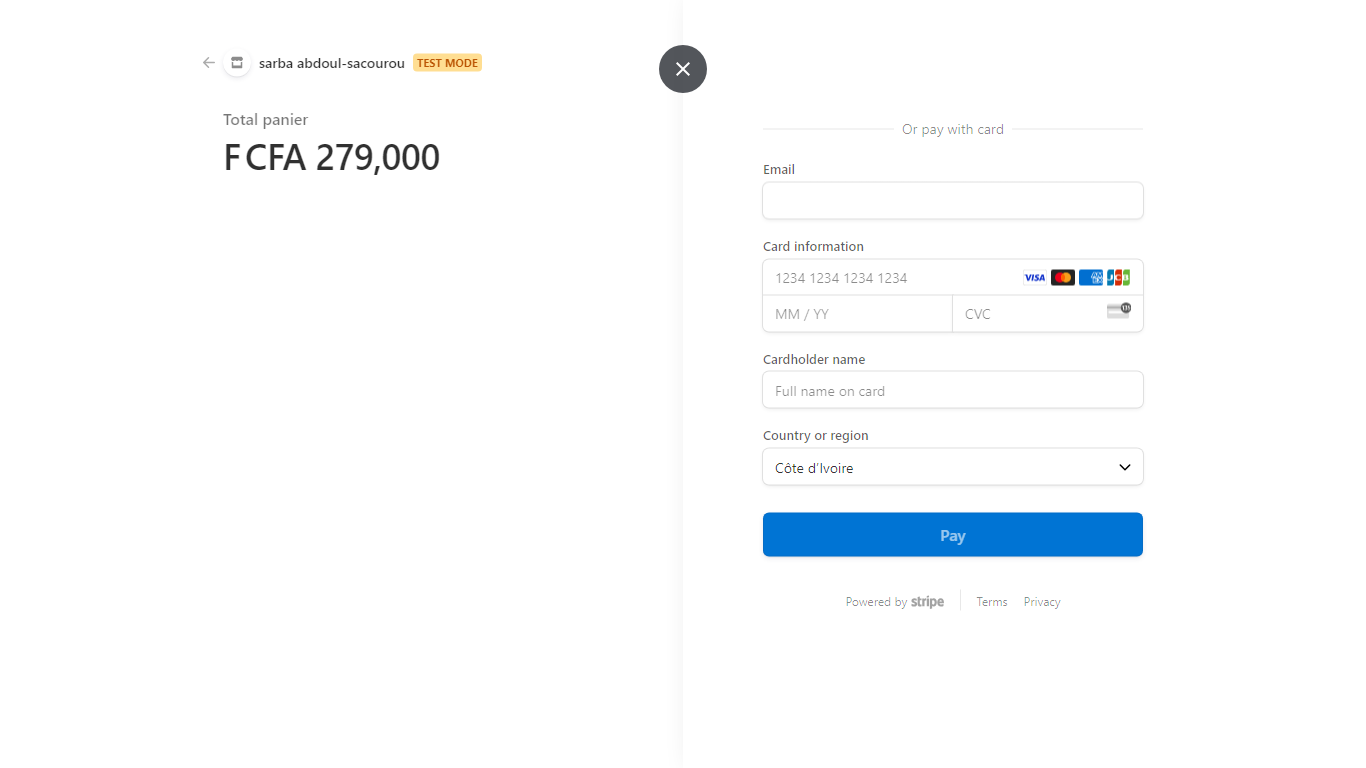 sarba abdoul-sacourou TEST MODE
Total panier
F CFA 279,000
Or pay with card
Email
Card information
1234 1234 1234 1234 VISA
MM / YY CVC
Cardholder name
Full name on card
Country or region
Côte d'Ivoire
Pay
Powered by stripe Terms Privacy